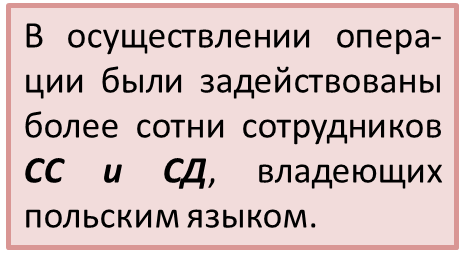 В осуществлении опера-
ции были задействованы
более сотни сотрудников
СС и СД, владеющих
польским языком.